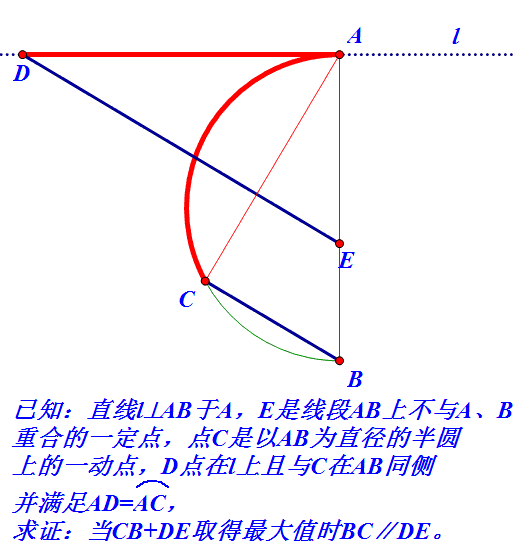 A
l
D
E
C
B
已知：直线l⊥AB于A，E是线段AB上不与A、B
重合的一定点，点C是以AB为直径的半圆
上的一动点，D点在l上且与C在AB同侧
并满足AD=A͡C，
求证：当CB+DE取得最大值时BC∥DE。